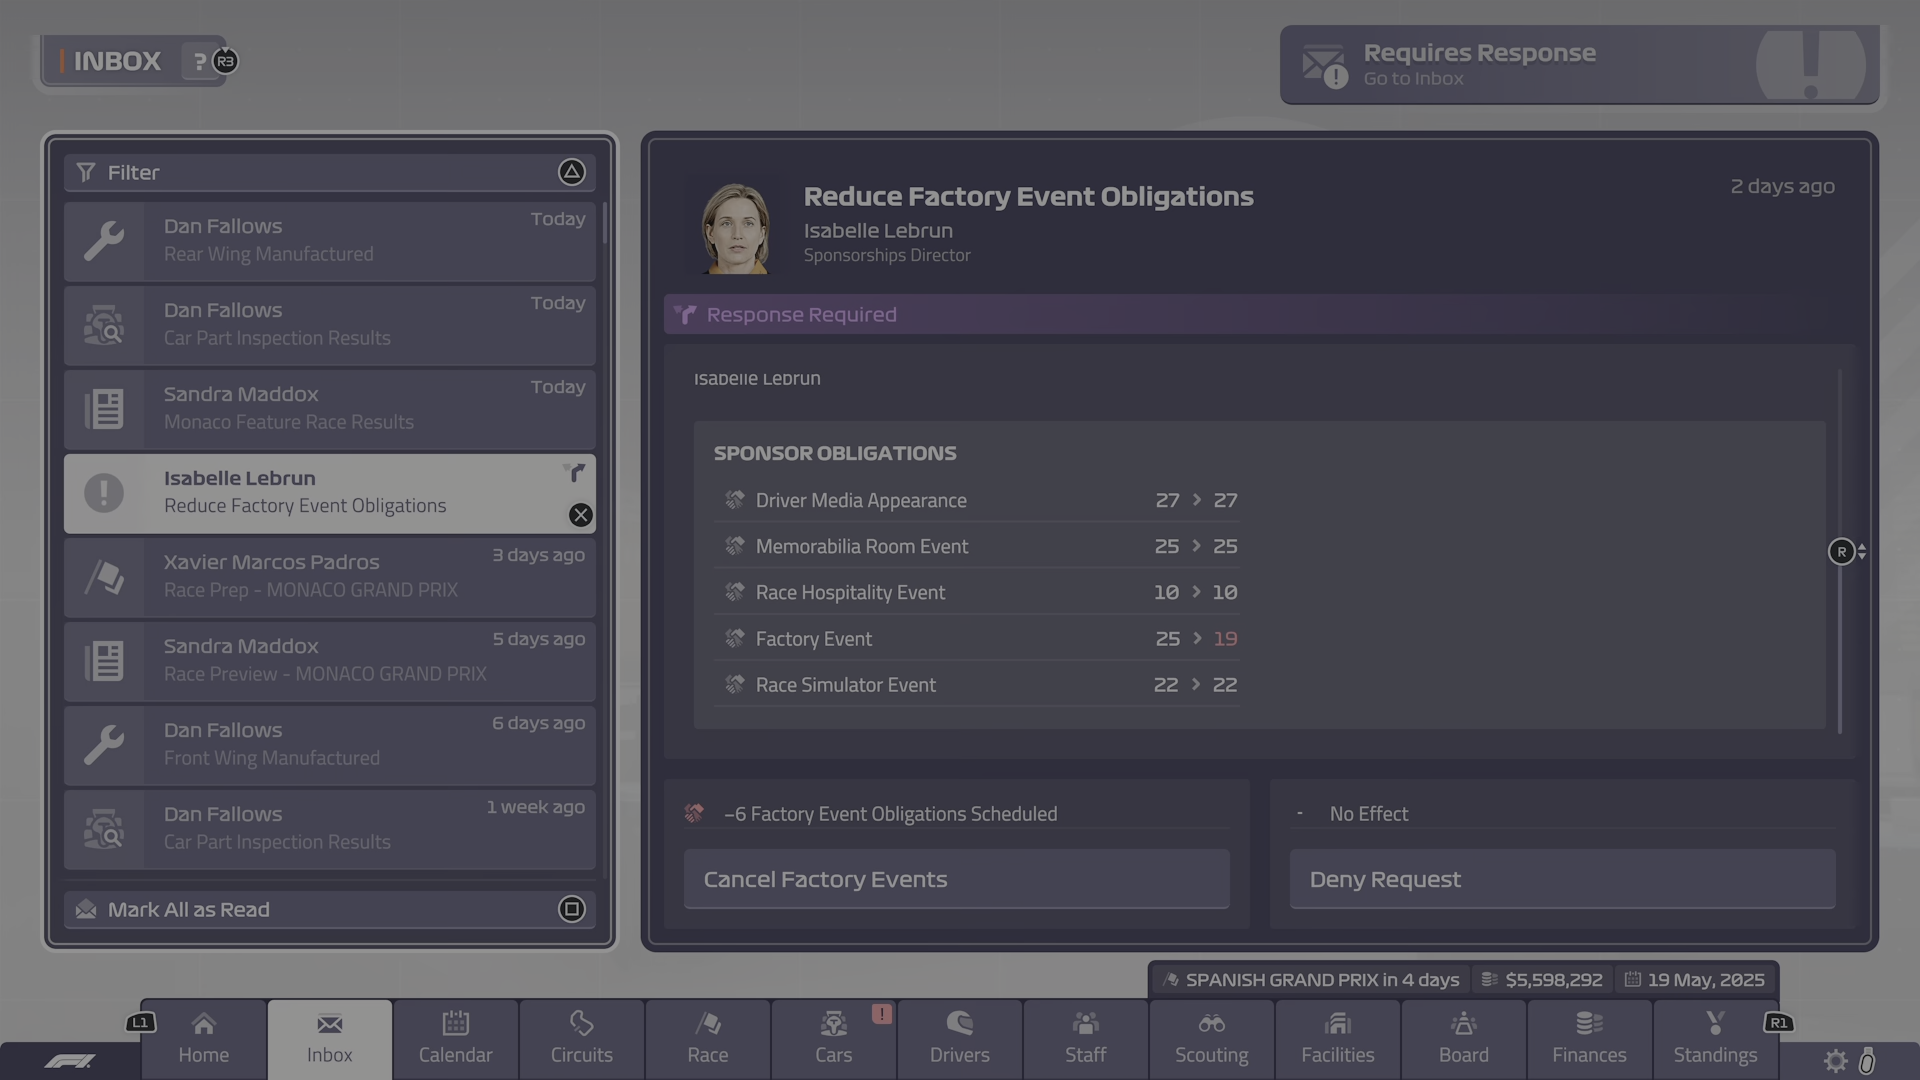 INBOX
?
R3
Requires Response
Go to Inbox
Filter
Dan Fallows
Today
Rear Wing Manufactured
Dan Fallows
Today
Car Part Inspection Results
Sandra Maddox
Today
Monaco Feature Race Results
Isabelle Lebrun
Reduce Factory Event Obligations
Xavier Marcos Padros
3 days ago
Race Prep - MONACO GRAND PRIX
Sandra Maddox
5 days ago
Race Preview - MONACO GRAND PRIX
Dan Fallows
6 days ago
Front Wing Manufactured
Dan Fallows
1 week ago
Car Part Inspection Results
Mark All as Read
Reduce Factory Event Obligations
2 days ago
Isabelle Lebrun
Sponsorships Director
Response Required
Isabelle Lebrun
SPONSOR OBLIGATIONS
Driver Media Appearance 27 > 27
Memorabilia Room Event 25 > 25
R
Race Hospitality Event 10 > 10
Factory Event 25 > 19
Race Simulator Event 22 > 22
-6 Factory Event Obligations Scheduled
Cancel Factory Events
- No Effect
Deny Request
SPANISH GRAND PRIX in 4 days
$5,598,292
19 May, 2025
L1
Home
Inbox
Calendar
Circuits
Race
Cars
!
Drivers
Staff
Scouting
Facilities
Board
Finances
Standings
R1
F1